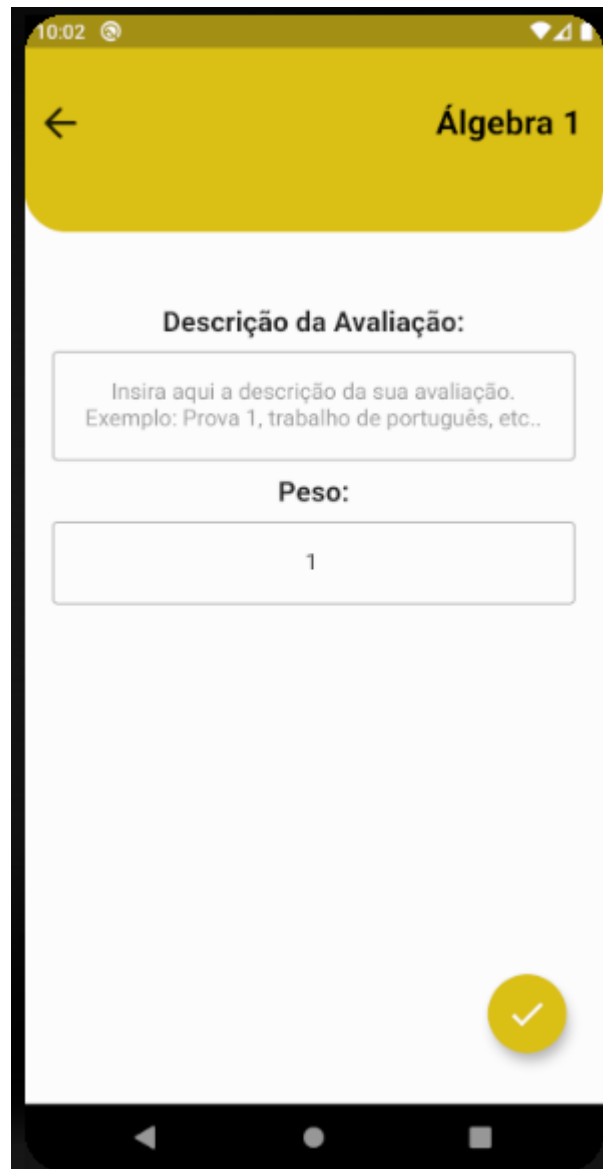 10:02
Álgebra 1
Descrição da Avaliação:
Insira aqui a descrição da sua avaliação.
Exemplo: Prova 1, trabalho de português, etc..
Peso:
1